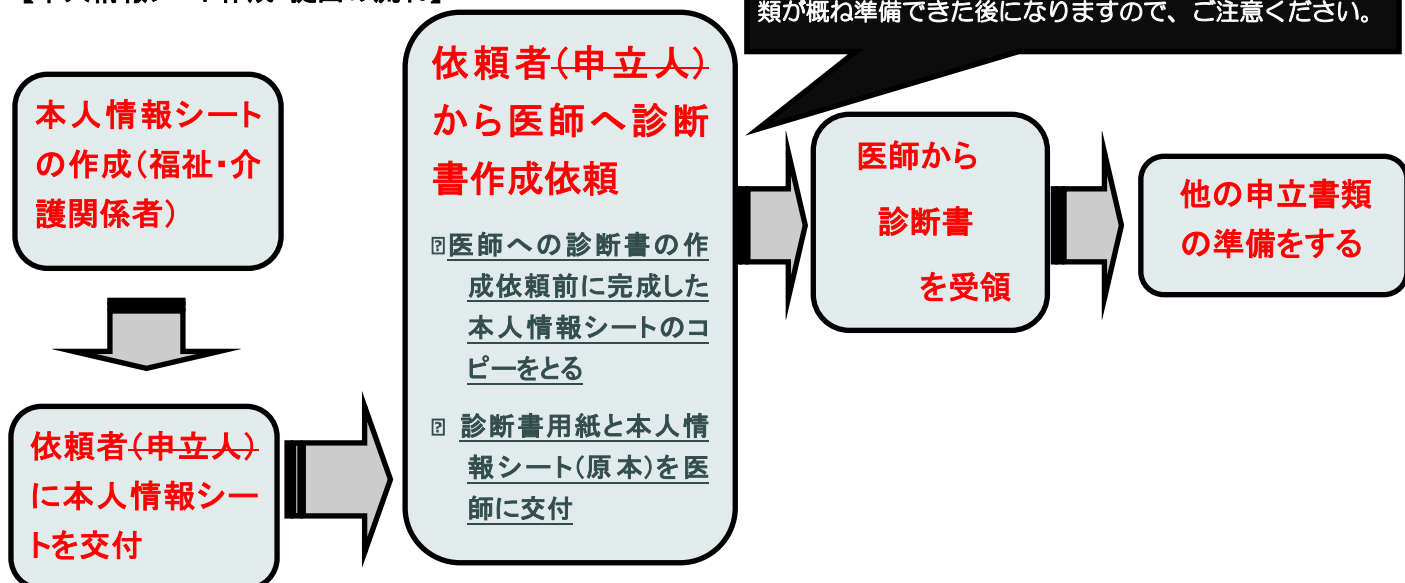 類が概ね準備できた後になりますので、ご注意ください。
本人情報シート
の作成(福祉・介
護関係者)
依頼者(申立人)
に本人情報シー
トを交付
依頼者(申立人)
から医師へ診断
書作成依頼
医師への診断書の作
成依頼前に完成した
本人情報シートのコ
ピーをとる
診断書用紙と本人情
報シート(原本)を医
師に交付
医師から
診断書
を受領
他の申立書類
の準備をする